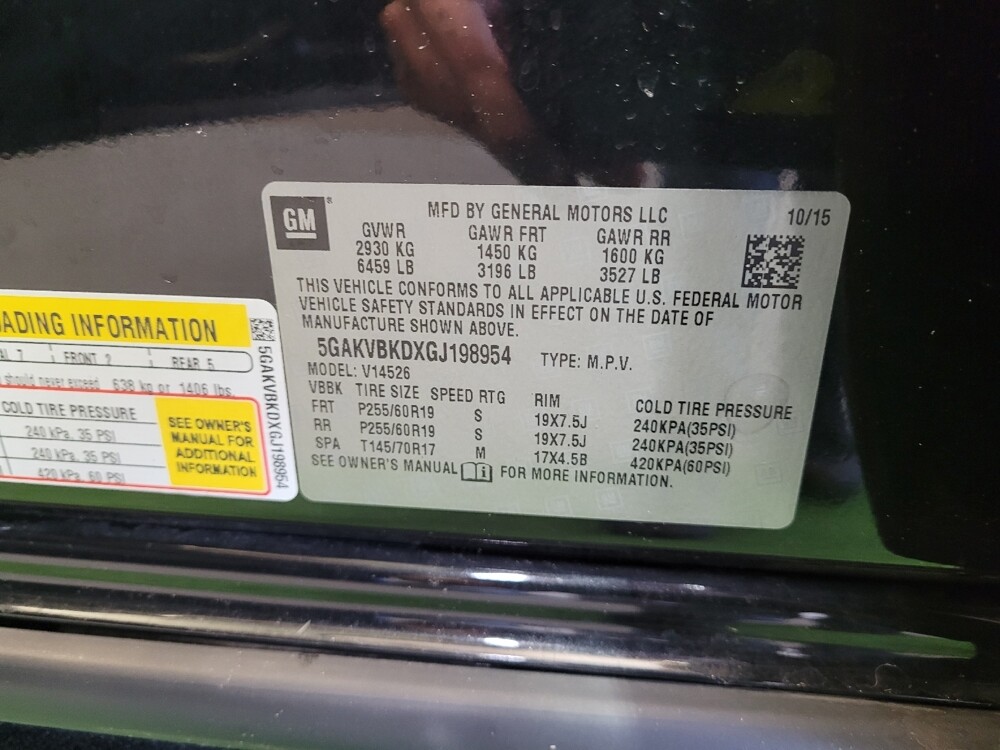 GM
®
MFD BY GENERAL MOTORS LLC 10/15
GVWR GAWR FRT GAWR RR
2930 KG 1450 KG 1600 KG
6459 LB 3196 LB 3527 LB
THIS VEHICLE CONFORMS TO ALL APPLICABLE U.S. FEDERAL MOTOR
VEHICLE SAFETY STANDARDS IN EFFECT ON THE DATE OF
MANUFACTURE SHOWN ABOVE.
5GAKVBKDXGJ198954 TYPE: M.P.V.
MODEL: V14526
VBBK TIRE SIZE SPEED RTG RIM COLD TIRE PRESSURE
FRT P255/60R19 S 19X7.5J 240KPA(35PSI)
RR P255/60R19 S 19X7.5J 240KPA(35PSI)
SPA T145/70R17 M 17X4.5B 420KPA(60PSI)
SEE OWNER'S MANUAL i FOR MORE INFORMATION.
ADING INFORMATION
AL 7 FRONT 2 REAR 5
should never exceed 638 kg or 1406 lbs.
COLD TIRE PRESSURE
240 kPa, 35 PSI
240 kPa, 35 PSI
420 kPa, 60 PSI
SEE OWNER'S
MANUAL FOR
ADDITIONAL
INFORMATION
5GAKVBKDXGJ198954